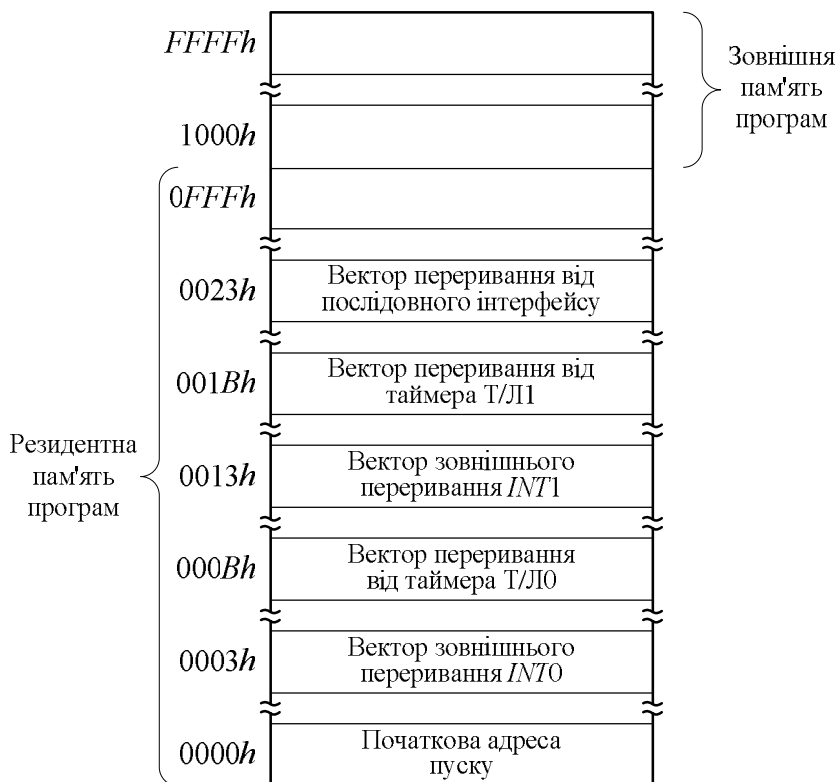 FFFFh
Зовнішня
пам'ять
програм
1000h
0FFFh
0023h
Вектор переривання від
послідовного інтерфейсу
001Bh
Вектор переривання від
таймера Т/Л1
Резидентна
пам'ять
програм
0013h
Вектор зовнішнього
переривання INT1
000Bh
Вектор переривання
від таймера Т/Л0
0003h
Вектор зовнішнього
переривання INT0
0000h
Початкова адреса
пуску